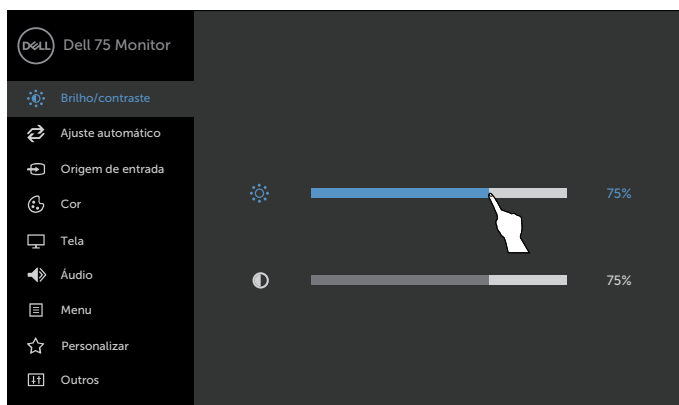 DELL Dell 75 Monitor
Brilho/contraste
Ajuste automático
Origem de entrada
Cor
75%
Tela
Áudio
75%
Menu
Personalizar
Outros